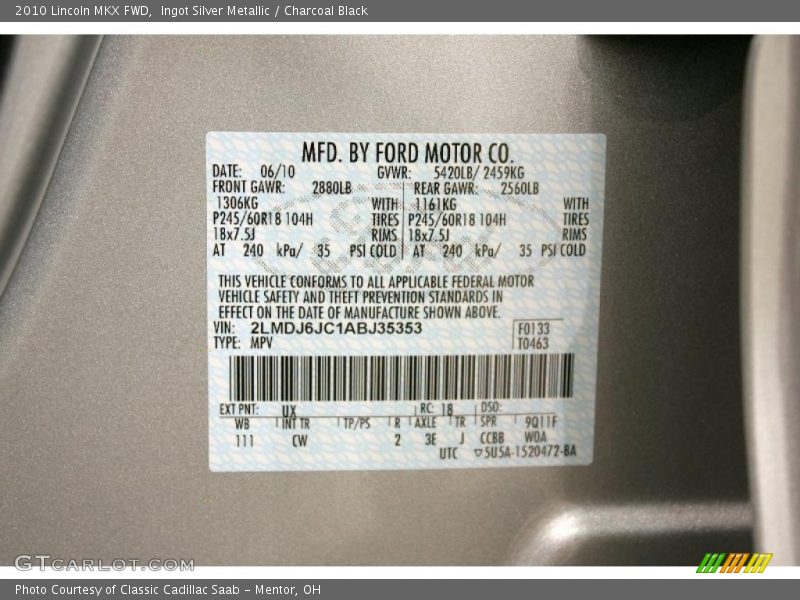 2010 Lincoln MKX FWD, Ingot Silver Metallic / Charcoal Black
MFD. BY FORD MOTOR CO.
DATE: 06/10 GVWR: 5420LB/ 2459KG
FRONT GAWR: 2880LB REAR GAWR: 2560LB
1306KG WITH 1161KG WITH
P245/60R18 104H TIRES P245/60R18 104H TIRES
18x7.5J RIMS 18x7.5J RIMS
AT 240 kPa/ 35 PSI COLD AT 240 kPa/ 35 PSI COLD
THIS VEHICLE CONFORMS TO ALL APPLICABLE FEDERAL MOTOR
VEHICLE SAFETY AND THEFT PREVENTION STANDARDS IN
EFFECT ON THE DATE OF MANUFACTURE SHOWN ABOVE.
VIN: 2LMDJ6JC1ABJ35353 F0133
TYPE: MPV T0463
EXT PNT: UX RC: 18 DSO:
WB INT TR TP/PS R AXLE TR SPR 9Q11F
111 CW 2 3E J CCBB WOA
UTC ▽5U5A-1520472-BA
GTCARLOT.COM
Photo Courtesy of Classic Cadillac Saab - Mentor, OH